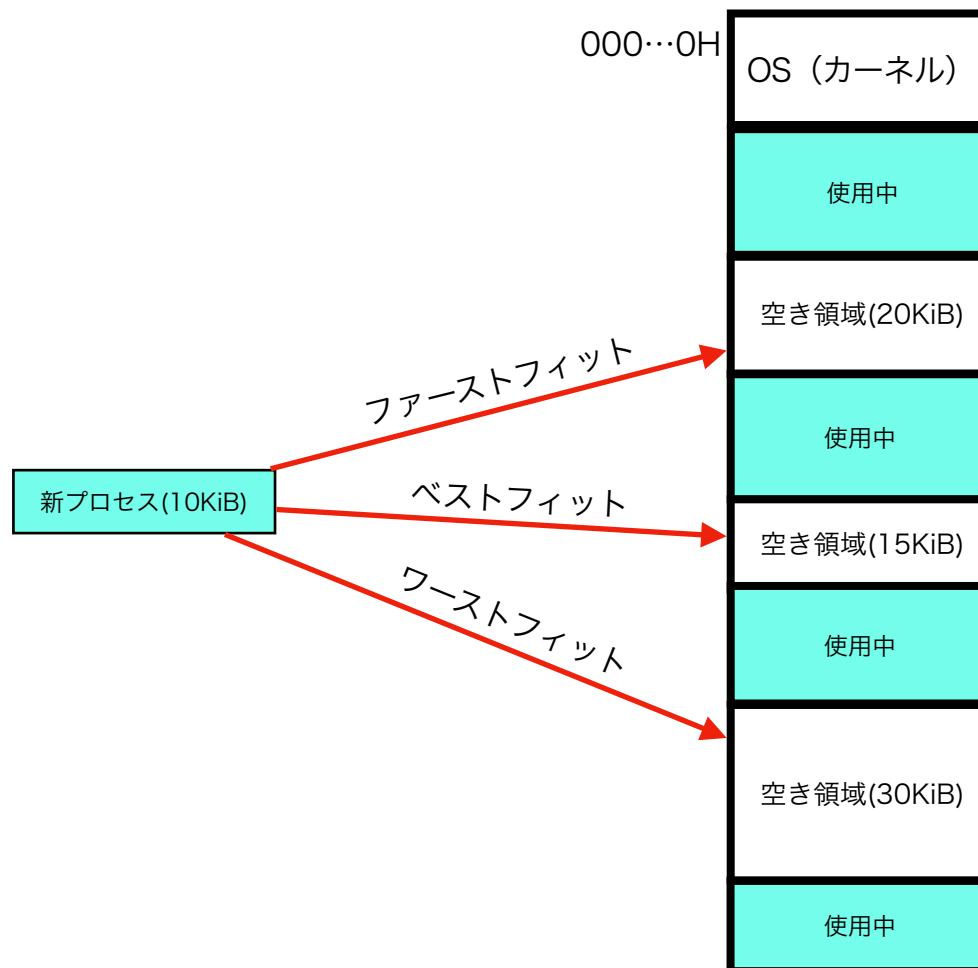 000…0H
OS（カーネル）
使用中
空き領域(20KiB)
ファーストフィット
使用中
新プロセス(10KiB)
ベストフィット
空き領域(15KiB)
ワーストフィット
使用中
空き領域(30KiB)
使用中